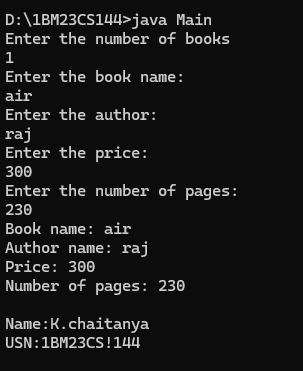 D:\1BM23CS144>java Main
Enter the number of books
1
Enter the book name:
air
Enter the author:
raj
Enter the price:
300
Enter the number of pages:
230
Book name: air
Author name: raj
Price: 300
Number of pages: 230
Name:K.chaitanya
USN:1BM23CS!144